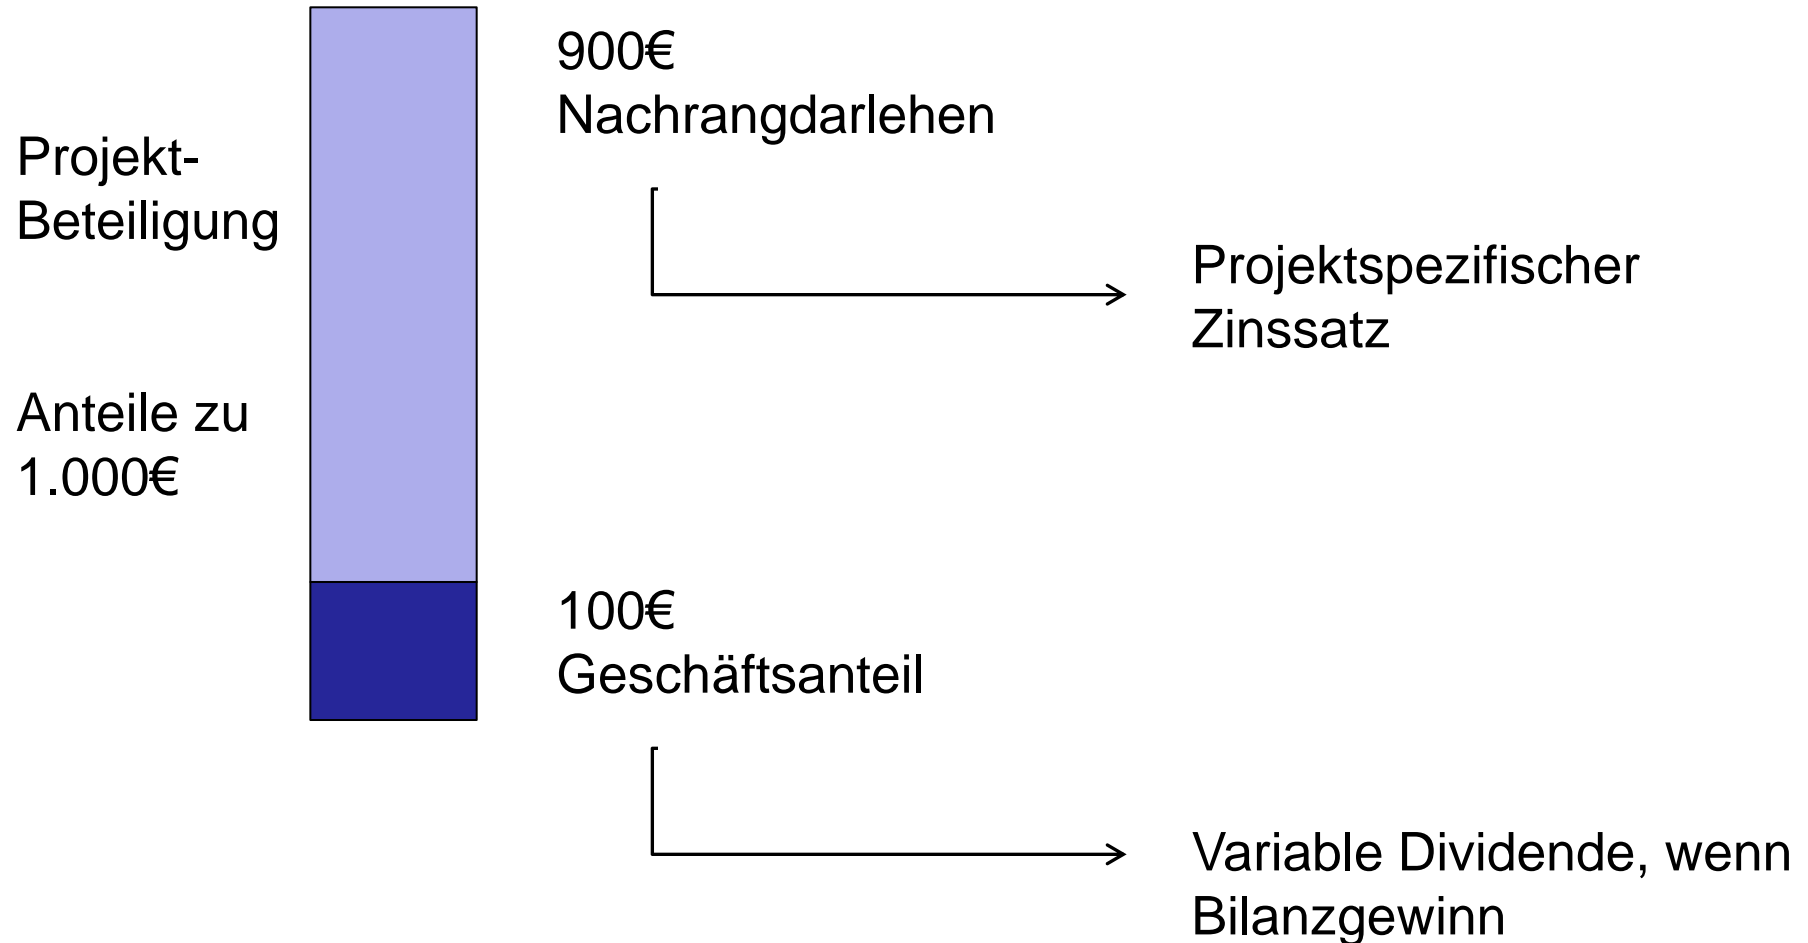 Projekt-
Beteiligung
Anteile zu
1.000€
900€
Nachrangdarlehen
Projektspezifischer
Zinssatz
100€
Geschäftsanteil
Variable Dividende, wenn
Bilanzgewinn